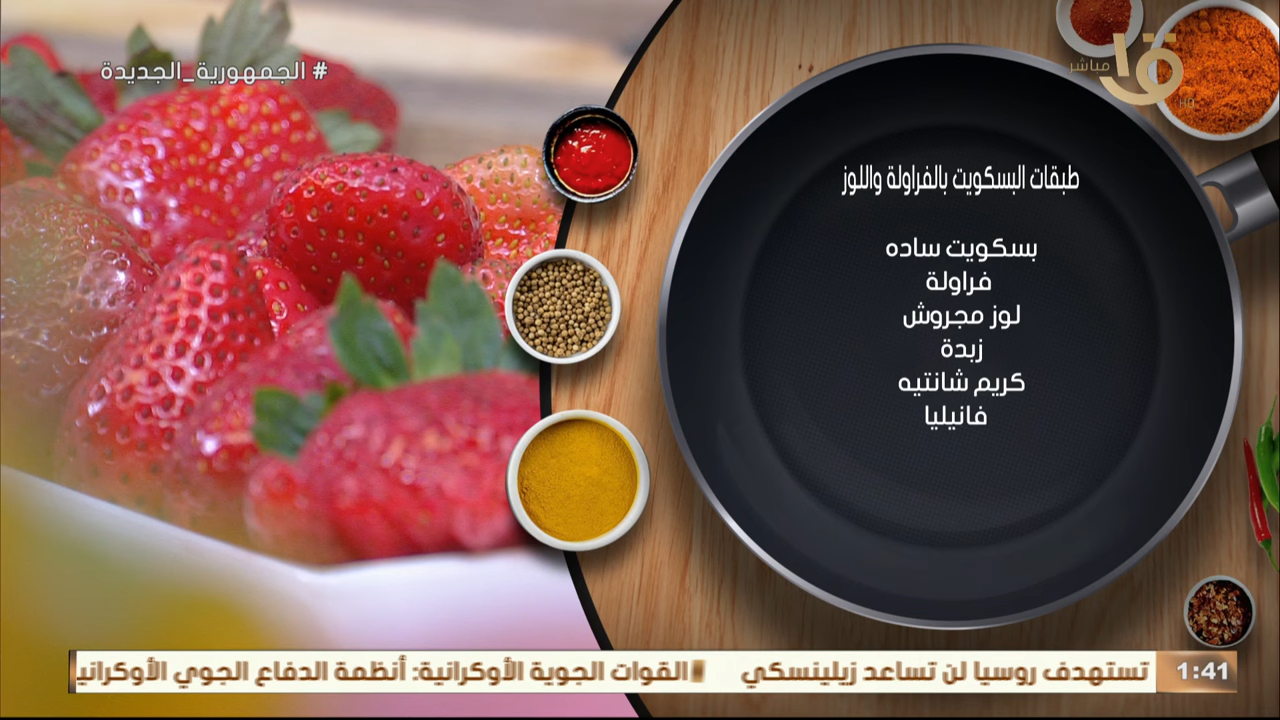 # الجمهورية_الجديدة
مباشر
HD
طبقات البسكويت بالفراولة واللوز
بسكويت ساده
فراولة
لوز مجروش
زبدة
كريم شانتيه
فانيليا
1:41
تستهدف روسيا لن تساعد زيلينسكي
القوات الجوية الأوكرانية: أنظمة الدفاع الجوي الأوكراني